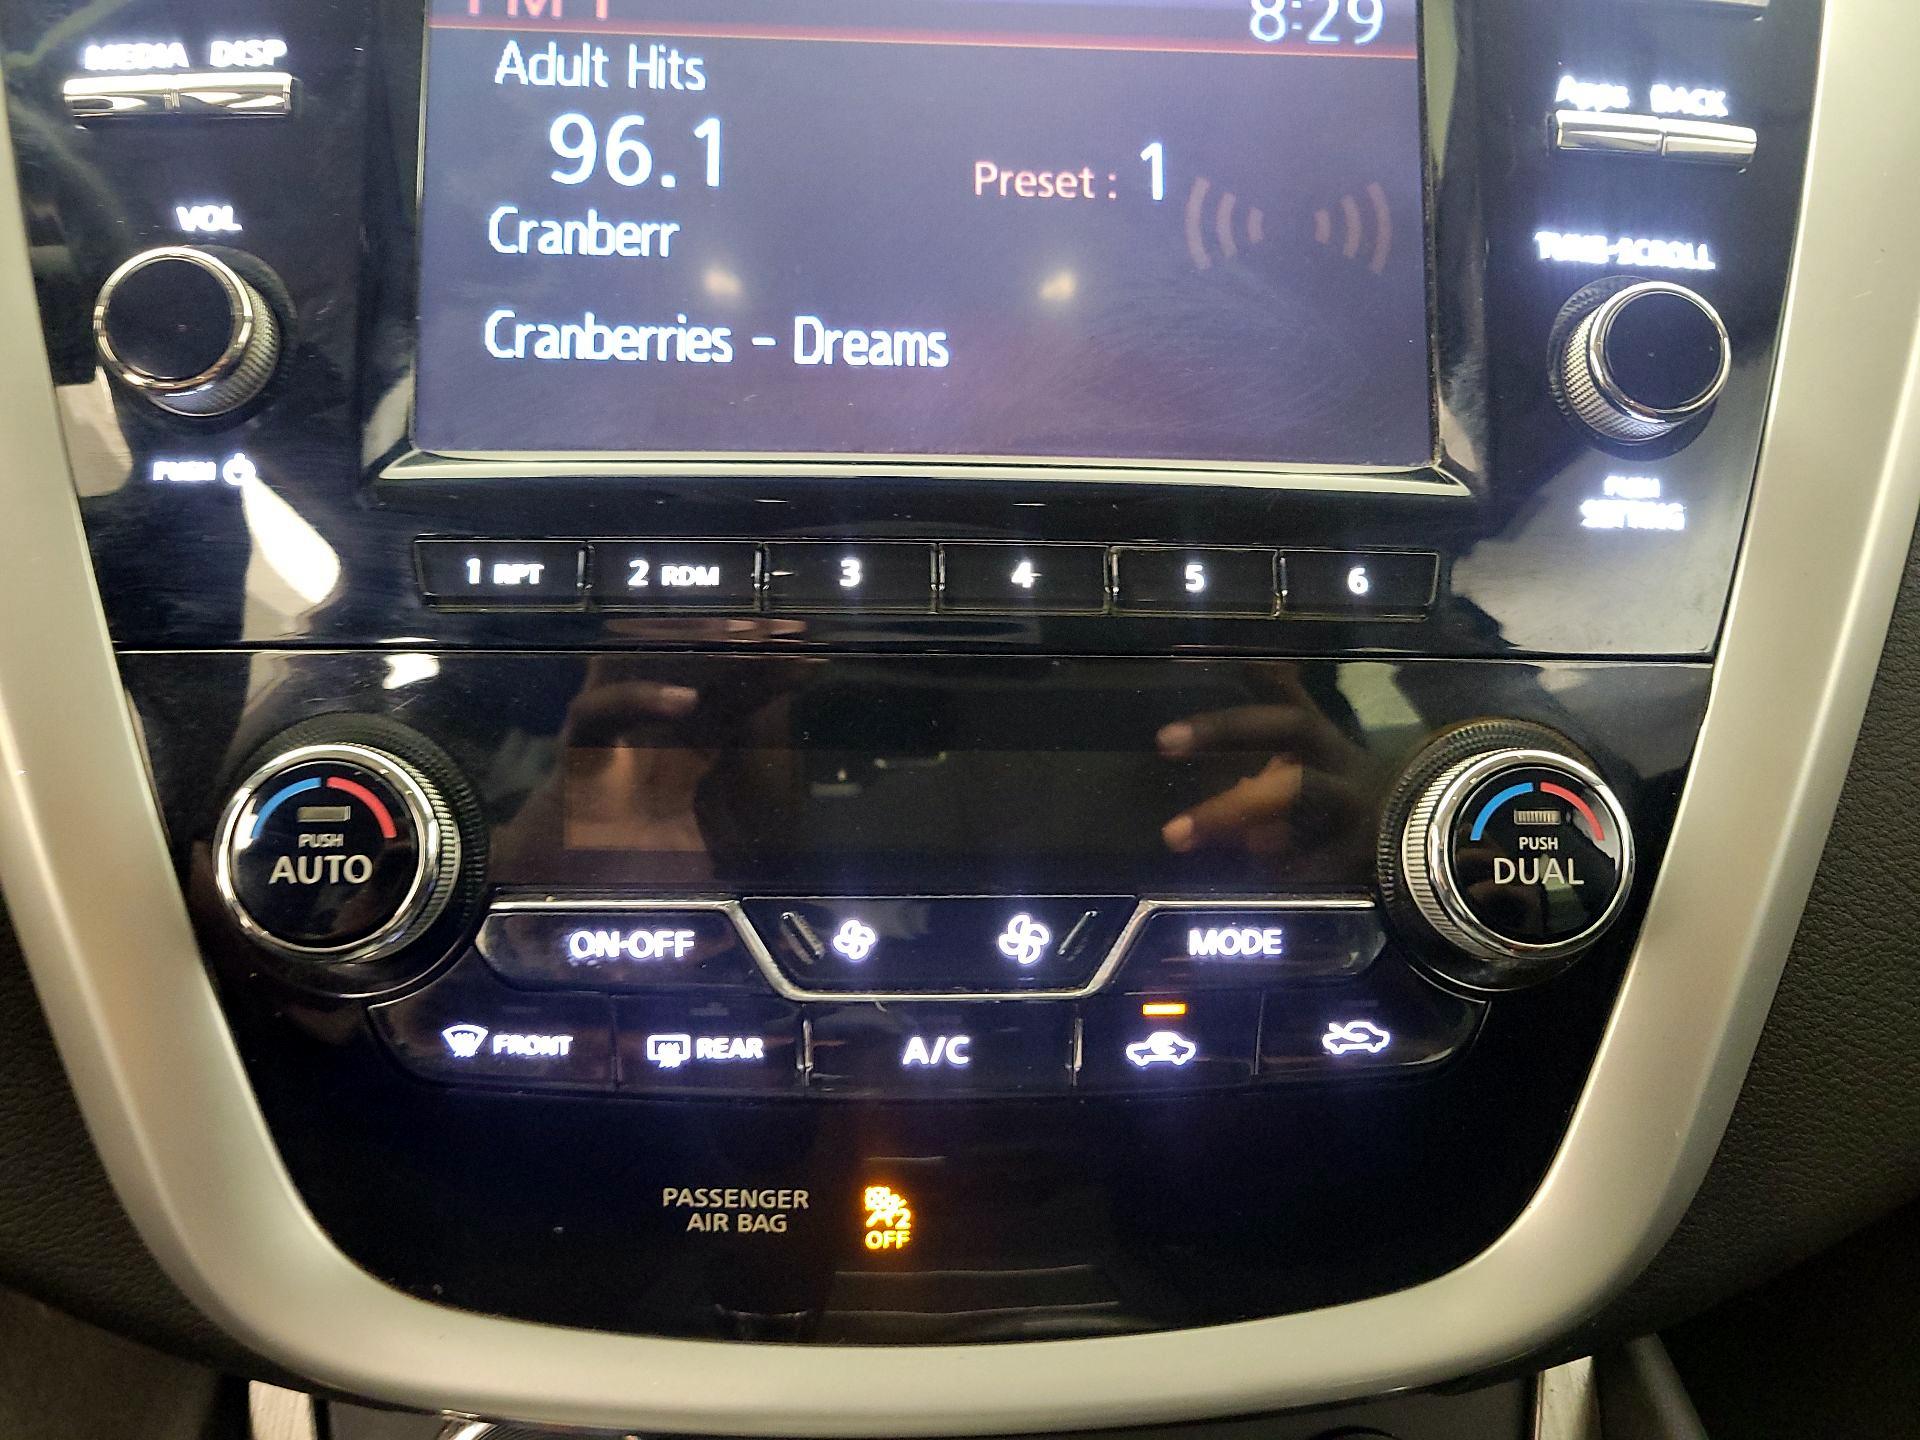 FM1 8:29
MEDIA DISP
Adult Hits
Apps BACK
96.1
Preset : 1
VOL
Cranberr
TUNE-SCROLL
Cranberries - Dreams
PUSH
PUSH
SETTING
1 RPT 2 RDM 3 4 5 6
PUSH
AUTO
PUSH
DUAL
ON·OFF MODE
FRONT REAR A/C
PASSENGER
AIR BAG
2
OFF